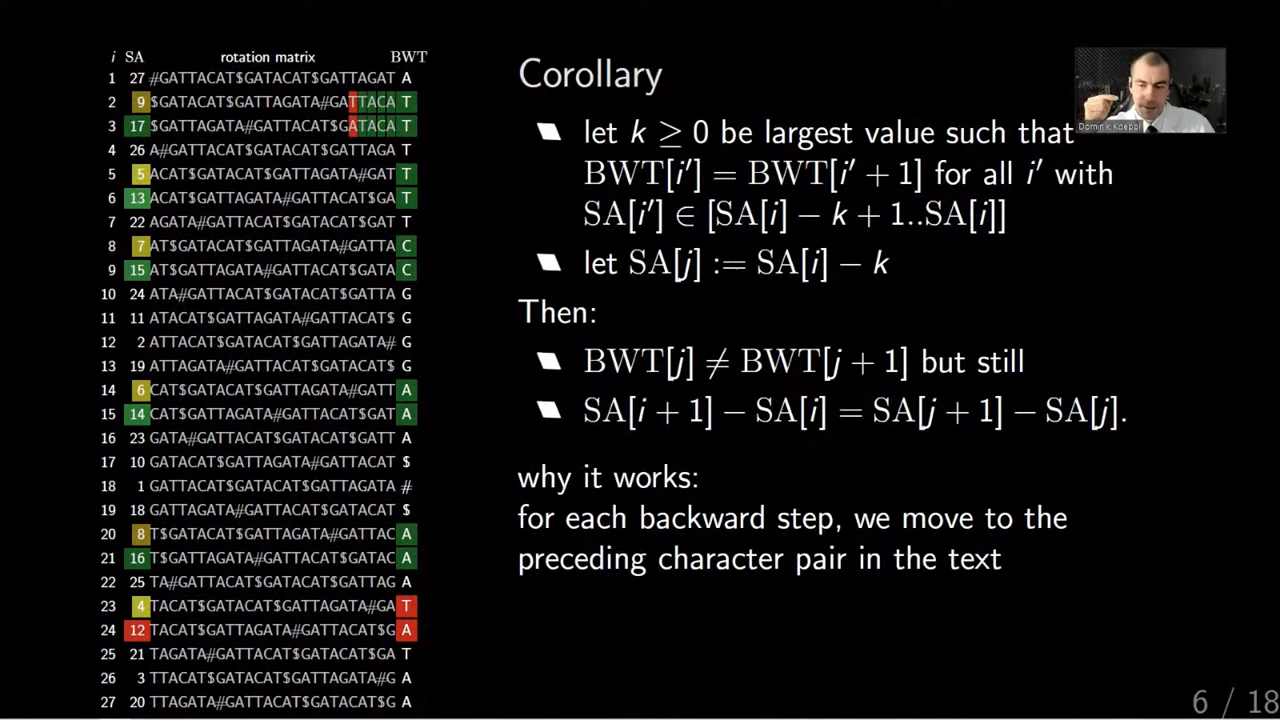 i SA rotation matrix BWT
1 27 #GATTACAT$GATACAT$GATTAGAT A
2 9 $GATACAT$GATTAGATA#GATTACA T
3 17 $GATTAGATA#GATTACAT$GATACA T
4 26 A#GATTACAT$GATACAT$GATTAGA T
5 5 ACAT$GATACAT$GATTAGATA#GAT T
6 13 ACAT$GATTAGATA#GATTACAT$GA T
7 22 AGATA#GATTACAT$GATACAT$GAT T
8 7 AT$GATACAT$GATTAGATA#GATTA C
9 15 AT$GATTAGATA#GATTACAT$GATA C
10 24 ATA#GATTACAT$GATACAT$GATTA G
11 11 ATACAT$GATTAGATA#GATTACAT$ G
12 2 ATTACAT$GATACAT$GATTAGATA# G
13 19 ATTAGATA#GATTACAT$GATACAT$ G
14 6 CAT$GATACAT$GATTAGATA#GATT A
15 14 CAT$GATTAGATA#GATTACAT$GAT A
16 23 GATA#GATTACAT$GATACAT$GATT A
17 10 GATACAT$GATTAGATA#GATTACAT $
18 1 GATTACAT$GATACAT$GATTAGATA #
19 18 GATTAGATA#GATTACAT$GATACAT $
20 8 T$GATACAT$GATTAGATA#GATTAC A
21 16 T$GATTAGATA#GATTACAT$GATAC A
22 25 TA#GATTACAT$GATACAT$GATTAG A
23 4 TACAT$GATACAT$GATTAGATA#GA T
24 12 TACAT$GATTAGATA#GATTACAT$G A
25 21 TAGATA#GATTACAT$GATACAT$GA T
26 3 TTACAT$GATACAT$GATTAGATA#G A
27 20 TTAGATA#GATTACAT$GATACAT$G A
Corollary
let k ≥ 0 be largest value such that
BWT[i′] = BWT[i′ + 1] for all i′ with
SA[i′] ∈ [SA[i] − k + 1..SA[i]]
let SA[j] := SA[i] − k
Then:
BWT[j] ≠ BWT[j + 1] but still
SA[i + 1] − SA[i] = SA[j + 1] − SA[j].
why it works:
for each backward step, we move to the
preceding character pair in the text
Dominik Koeppl
6 / 18